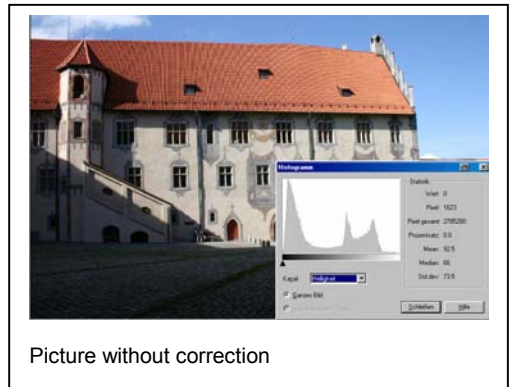 Histogramm
Statistik
Wert 0
Pixel 1623
Pixel gesamt 2785280
Prozentsatz 0.0
Mean 92.5
Median 66
Std.dev 73.5
Kanal Helligkeit
Ganzes Bild
Schließen Hilfe
Picture without correction